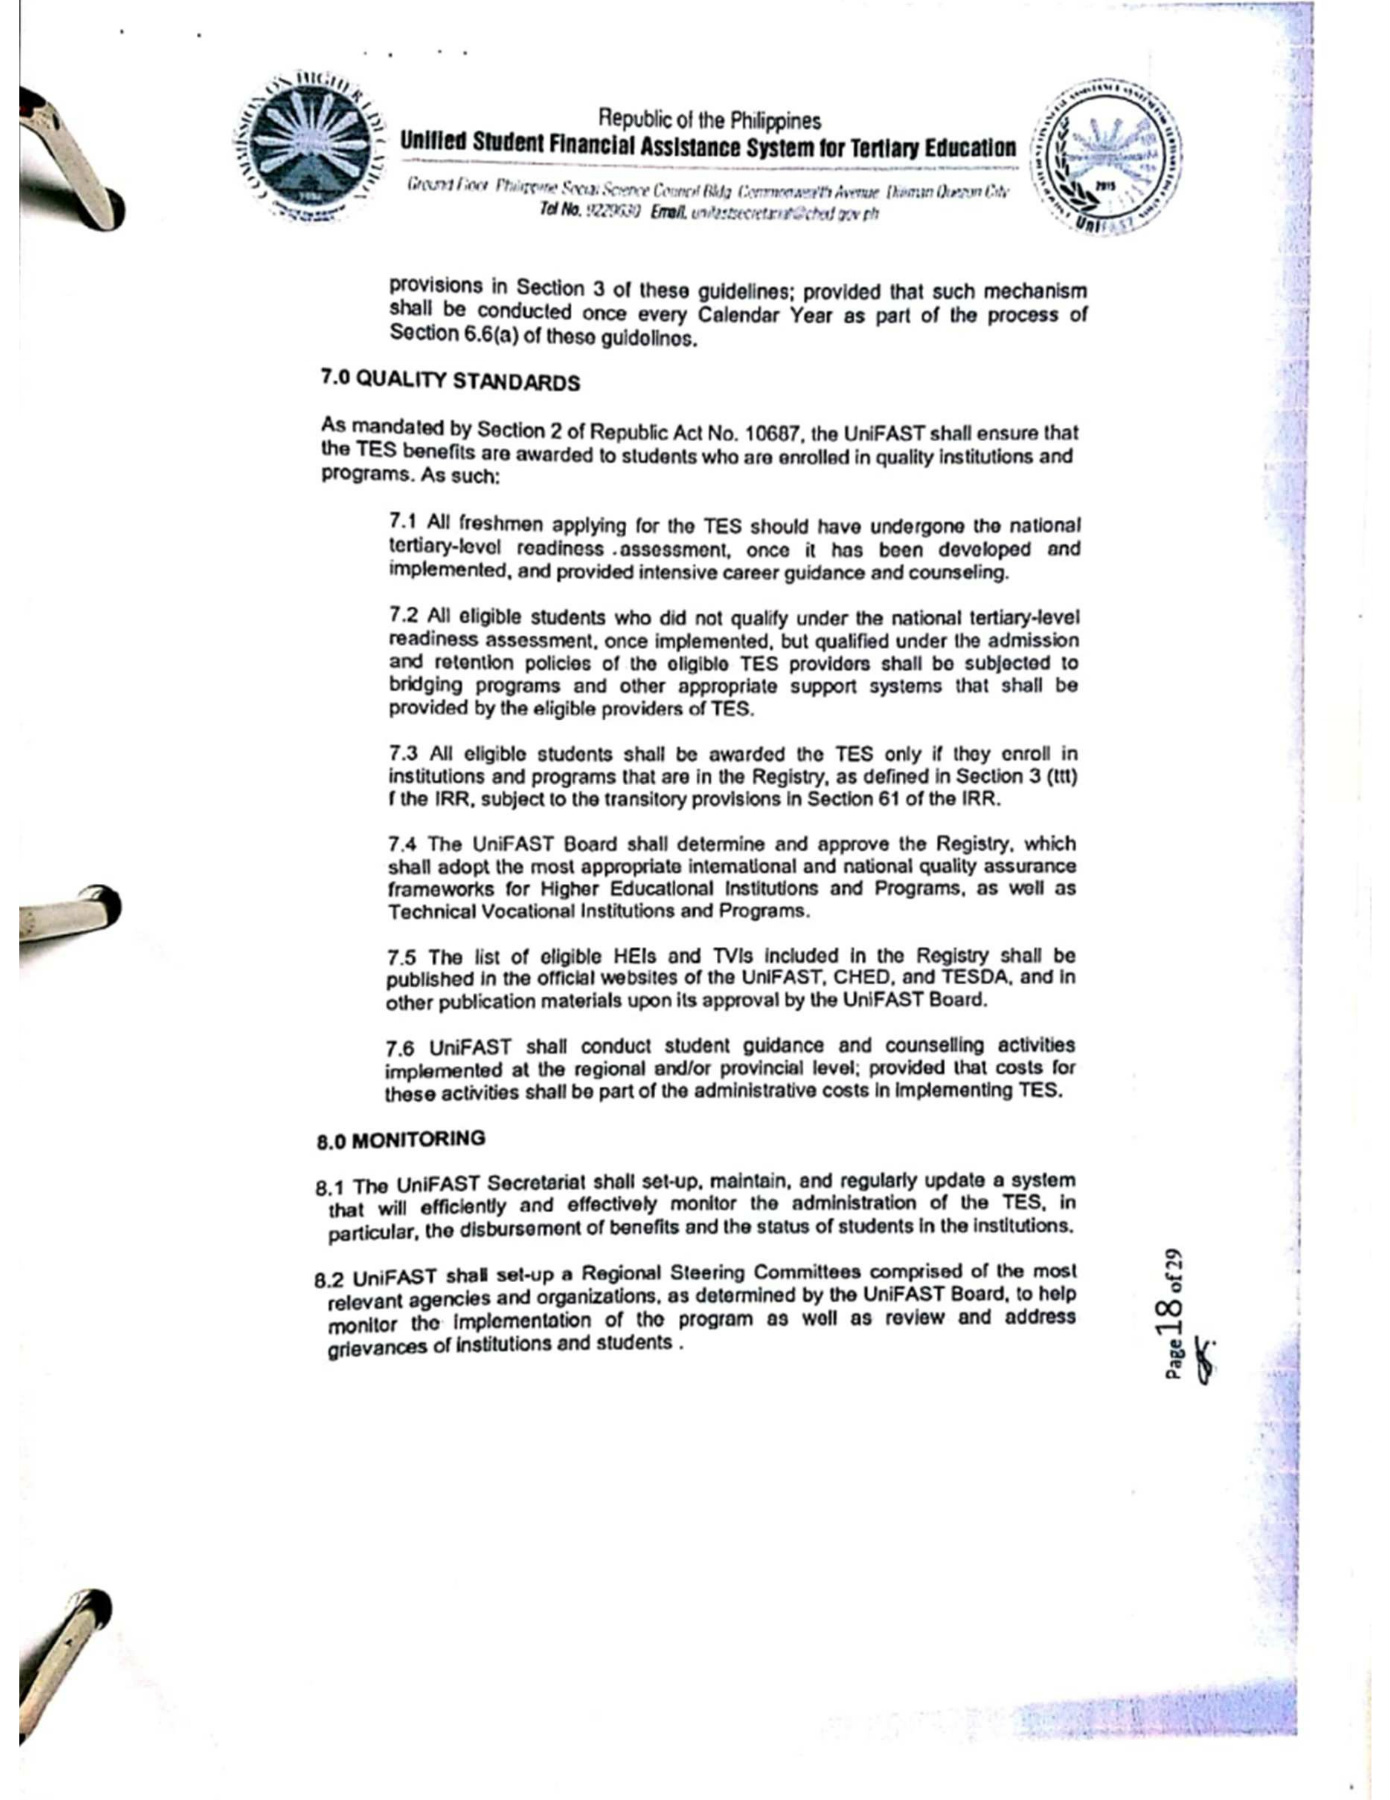 COMMISSION ON HIGHER EDUCATION
Republic of the Philippines
Unified Student Financial Assistance System for Tertiary Education
Ground Floor Philippine Social Science Council Bldg. Commonwealth Avenue Diliman Quezon City
Tel No. Email. unifastsecretariat@ched.gov.ph
2015
UniFAST
provisions in Section 3 of these guidelines; provided that such mechanism
shall be conducted once every Calendar Year as part of the process of
Section 6.6(a) of these guidelines.
7.0 QUALITY STANDARDS
As mandated by Section 2 of Republic Act No. 10687, the UniFAST shall ensure that
the TES benefits are awarded to students who are enrolled in quality institutions and
programs. As such:
7.1 All freshmen applying for the TES should have undergone the national
tertiary-level readiness .assessment, once it has been developed and
implemented, and provided intensive career guidance and counseling.
7.2 All eligible students who did not qualify under the national tertiary-level
readiness assessment, once implemented, but qualified under the admission
and retention policies of the eligible TES providers shall be subjected to
bridging programs and other appropriate support systems that shall be
provided by the eligible providers of TES.
7.3 All eligible students shall be awarded the TES only if they enroll in
institutions and programs that are in the Registry, as defined in Section 3 (ttt)
f the IRR, subject to the transitory provisions in Section 61 of the IRR.
7.4 The UniFAST Board shall determine and approve the Registry, which
shall adopt the most appropriate international and national quality assurance
frameworks for Higher Educational Institutions and Programs, as well as
Technical Vocational Institutions and Programs.
7.5 The list of eligible HEIs and TVIs included in the Registry shall be
published in the official websites of the UniFAST, CHED, and TESDA, and in
other publication materials upon its approval by the UniFAST Board.
7.6 UniFAST shall conduct student guidance and counselling activities
implemented at the regional and/or provincial level; provided that costs for
these activities shall be part of the administrative costs in implementing TES.
8.0 MONITORING
8.1 The UniFAST Secretariat shall set-up, maintain, and regularly update a system
that will efficiently and effectively monitor the administration of the TES, in
particular, the disbursement of benefits and the status of students in the institutions.
8.2 UniFAST shall set-up a Regional Steering Committees comprised of the most
relevant agencies and organizations, as determined by the UniFAST Board, to help
monitor the implementation of the program as well as review and address
grievances of institutions and students .
Page 18 of 29